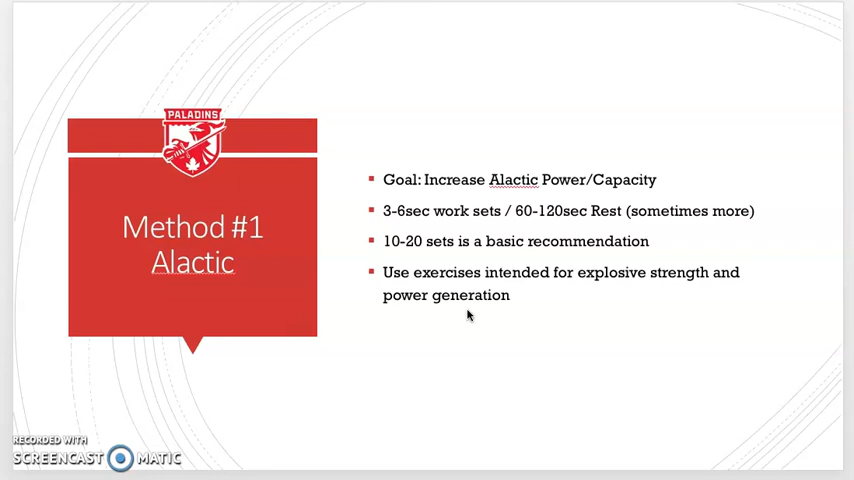 PALADINS
Method #1
Alactic
Goal: Increase Alactic Power/Capacity
3-6sec work sets / 60-120sec Rest (sometimes more)
10-20 sets is a basic recommendation
Use exercises intended for explosive strength and
power generation
RECORDED WITH
SCREENCAST MATIC